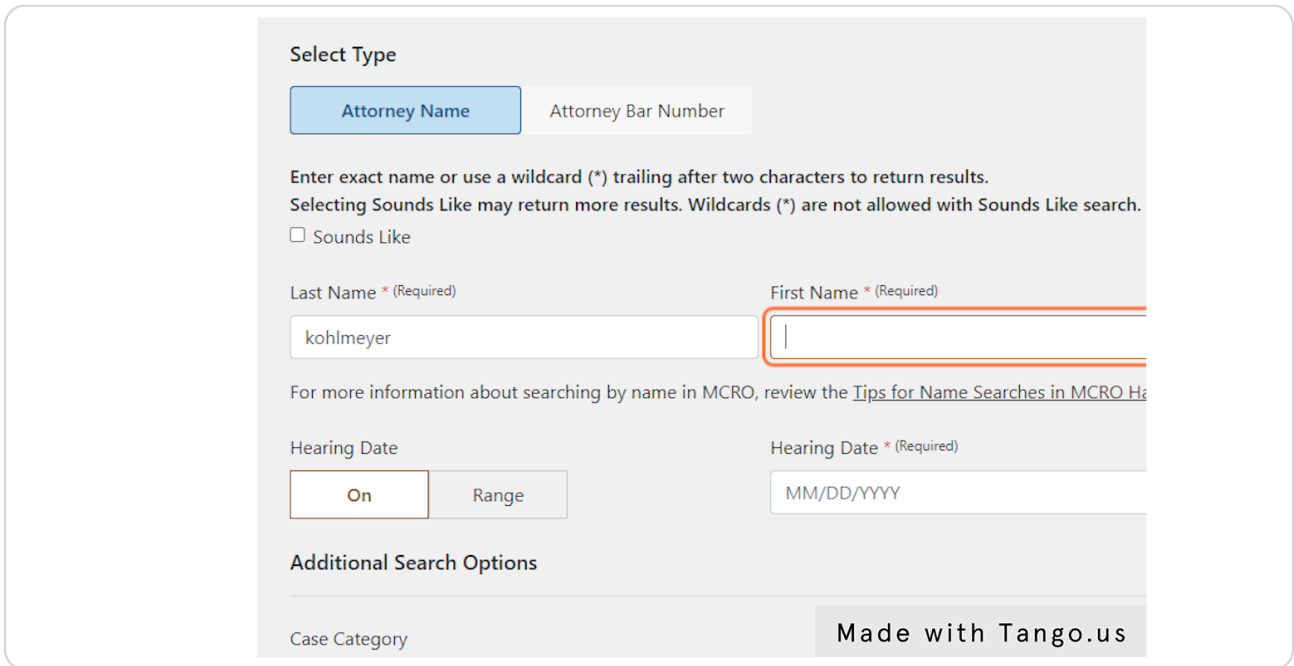 Select Type
Attorney Name Attorney Bar Number
Enter exact name or use a wildcard (*) trailing after two characters to return results.
Selecting Sounds Like may return more results. Wildcards (*) are not allowed with Sounds Like search.
Sounds Like
Last Name * (Required) First Name * (Required)
kohlmeyer
For more information about searching by name in MCRO, review the Tips for Name Searches in MCRO Ha
Hearing Date Hearing Date * (Required)
On Range MM/DD/YYYY
Additional Search Options
Case Category
Made with Tango.us